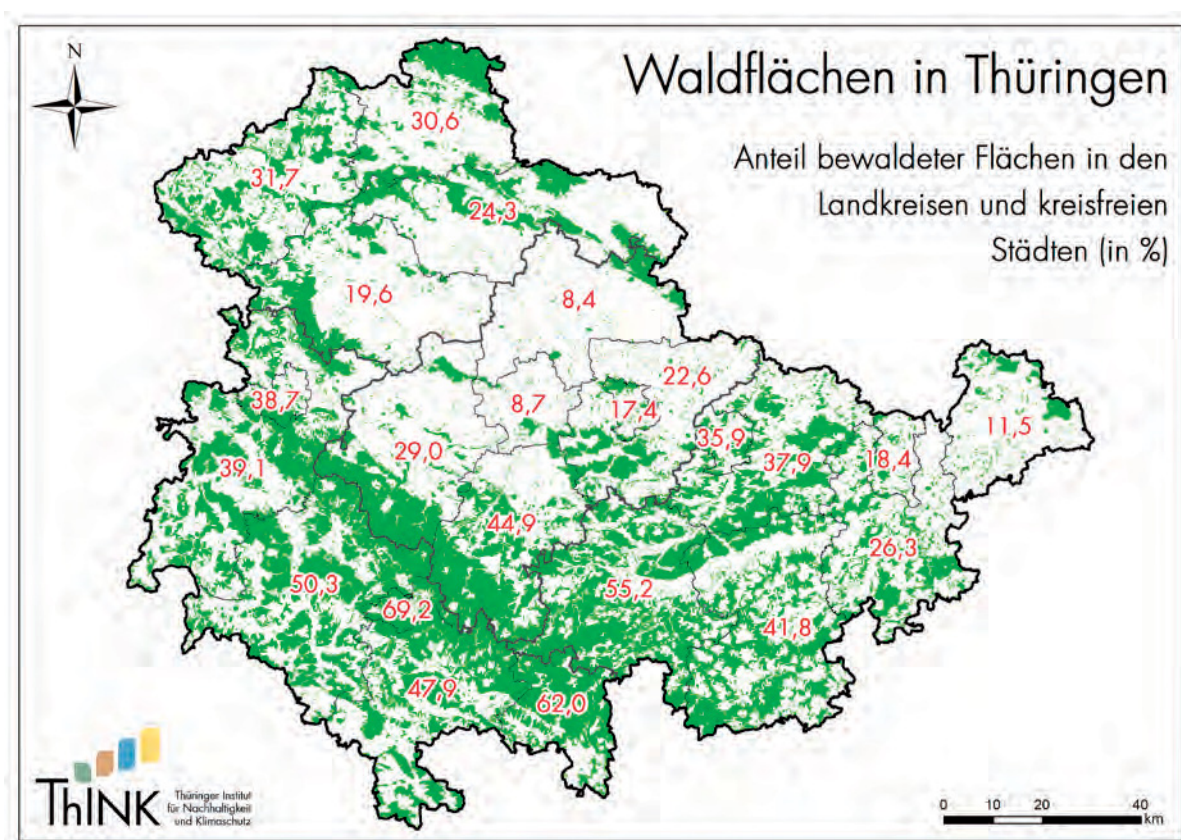 N
Waldflächen in Thüringen
Anteil bewaldeter Flächen in den
Landkreisen und kreisfreien
Städten (in %)
30,6
31,7
24,3
19,6
8,4
22,6
38,7
8,7
17,4
11,5
29,0
35,9
37,9
18,4
39,1
44,9
26,3
50,3
55,2
69,2
41,8
47,9
62,0
ThINK
Thüringer Institut
für Nachhaltigkeit
und Klimaschutz
0 10 20 40
km